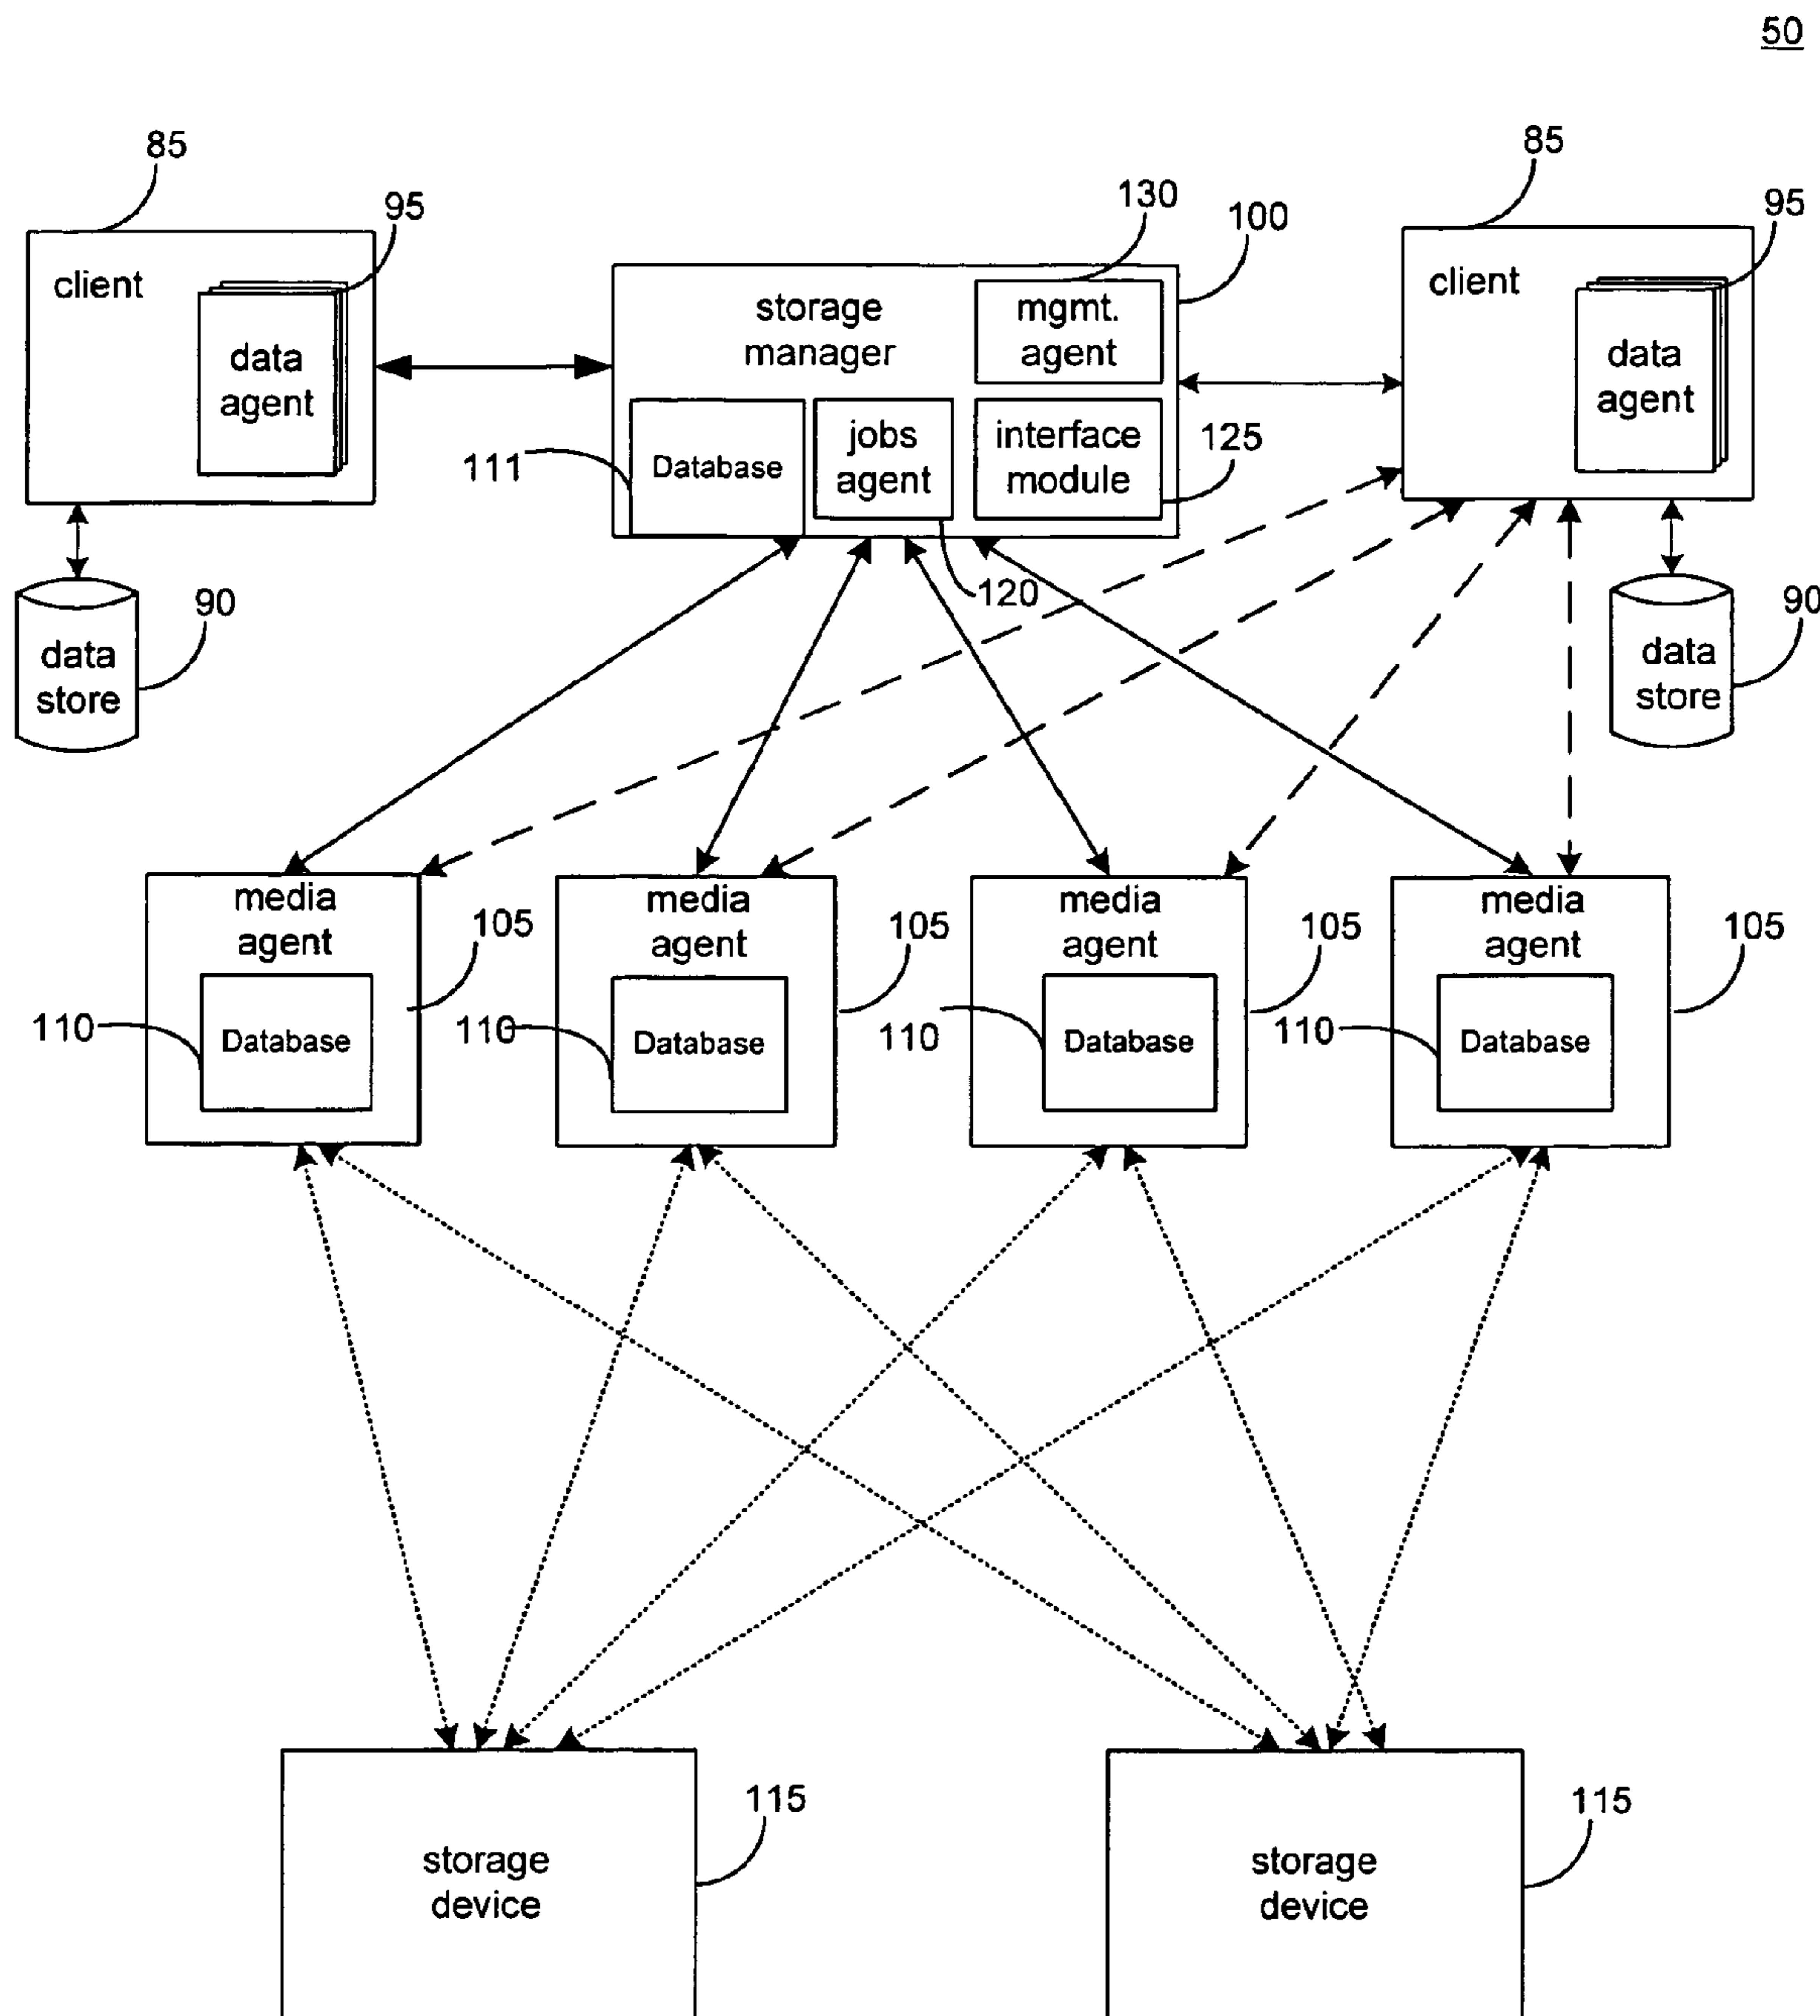 50
85
85
95
130
100
95
client
storage
manager
mgmt.
agent
client
data
agent
data
agent
111
Database
jobs
agent
interface
module
125
120
90
data
store
90
data
store
media
agent
105
media
agent
105
media
agent
105
media
agent
105
110
Database
110
Database
110
Database
110
Database
115
storage
device
115
storage
device